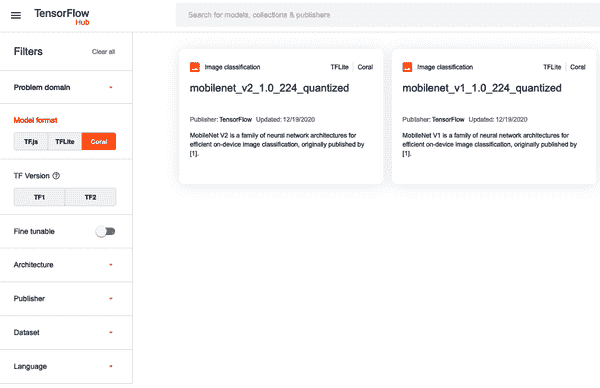 TensorFlow
Hub
Search for models, collections & publishers
Filters
Clear all
Problem domain
Model format
TF.js
TFLite
Coral
TF Version
TF1
TF2
Fine tunable
Architecture
Publisher
Dataset
Language
Image classification
TFLite
Coral
mobilenet_v2_1.0_224_quantized
Publisher: TensorFlow Updated: 12/19/2020
MobileNet V2 is a family of neural network architectures for
efficient on-device image classification, originally published by
[1].
Image classification
TFLite
Coral
mobilenet_v1_1.0_224_quantized
Publisher: TensorFlow Updated: 12/19/2020
MobileNet V1 is a family of neural network architectures for
efficient on-device image classification, originally published by
[1].